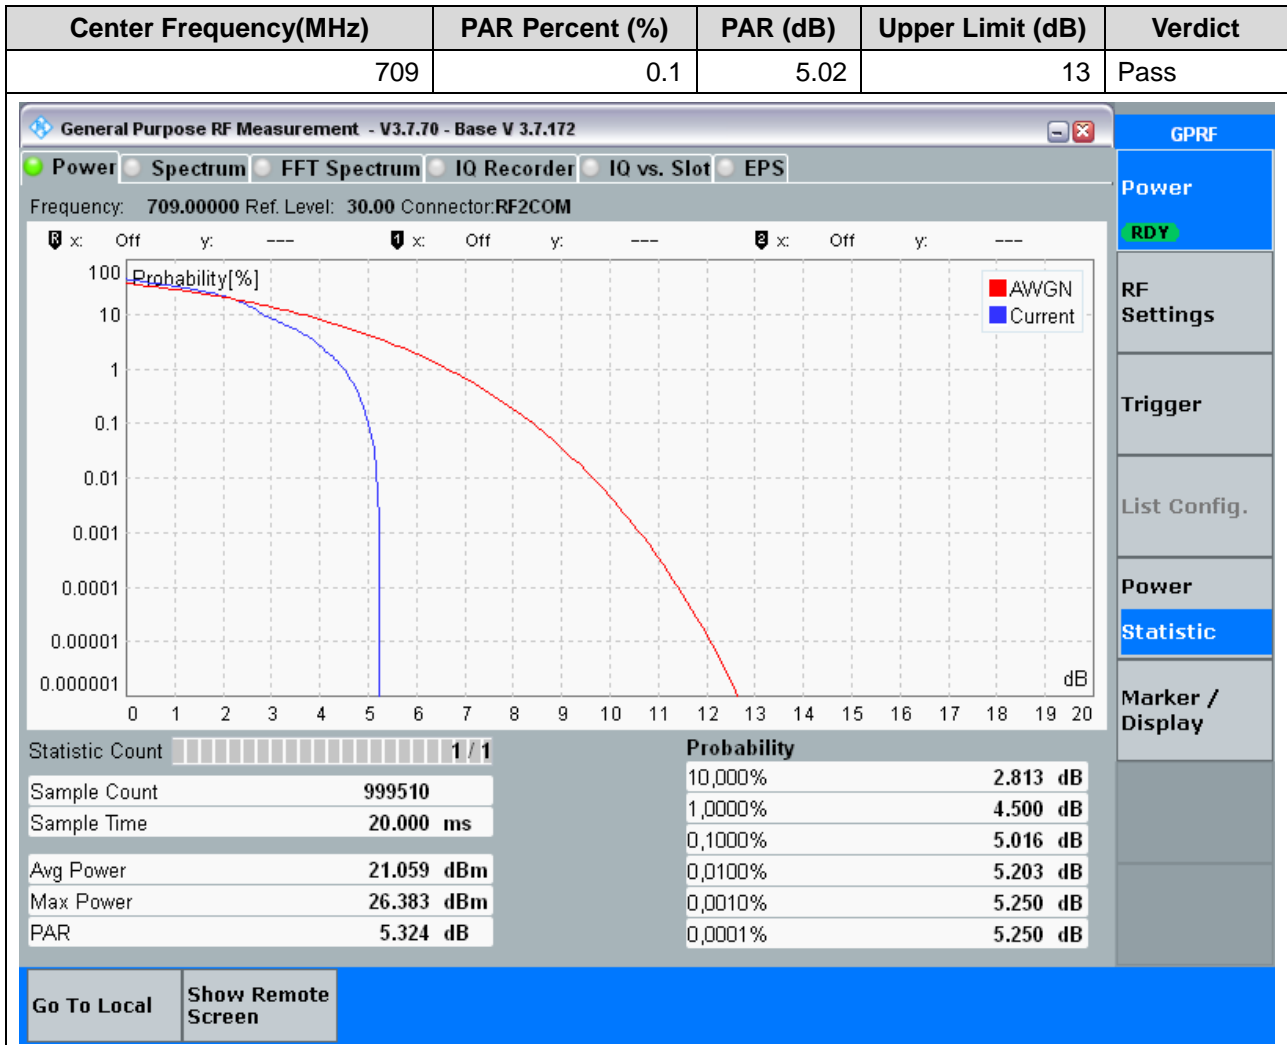 Center Frequency(MHz) PAR Percent (%) PAR (dB) Upper Limit (dB) Verdict
709 0.1 5.02 13 Pass
General Purpose RF Measurement - V3.7.70 - Base V 3.7.172
GPRF
Power Spectrum FFT Spectrum IQ Recorder IQ vs. Slot EPS
Frequency: 709.00000 Ref. Level: 30.00 Connector:RF2COM
R x: Off y: --- 1 x: Off y: --- 2 x: Off y: ---
Probability[%]
100
10
1
0.1
0.01
0.001
0.0001
0.00001
0.000001
AWGN
Current
dB
0 1 2 3 4 5 6 7 8 9 10 11 12 13 14 15 16 17 18 19 20
Statistic Count 1 / 1
Sample Count 999510
Sample Time 20.000 ms
Avg Power 21.059 dBm
Max Power 26.383 dBm
PAR 5.324 dB
Probability
10,000% 2.813 dB
1,0000% 4.500 dB
0,1000% 5.016 dB
0,0100% 5.203 dB
0,0010% 5.250 dB
0,0001% 5.250 dB
Power
RDY
RF
Settings
Trigger
List Config.
Power
Statistic
Marker /
Display
Go To Local
Show Remote
Screen